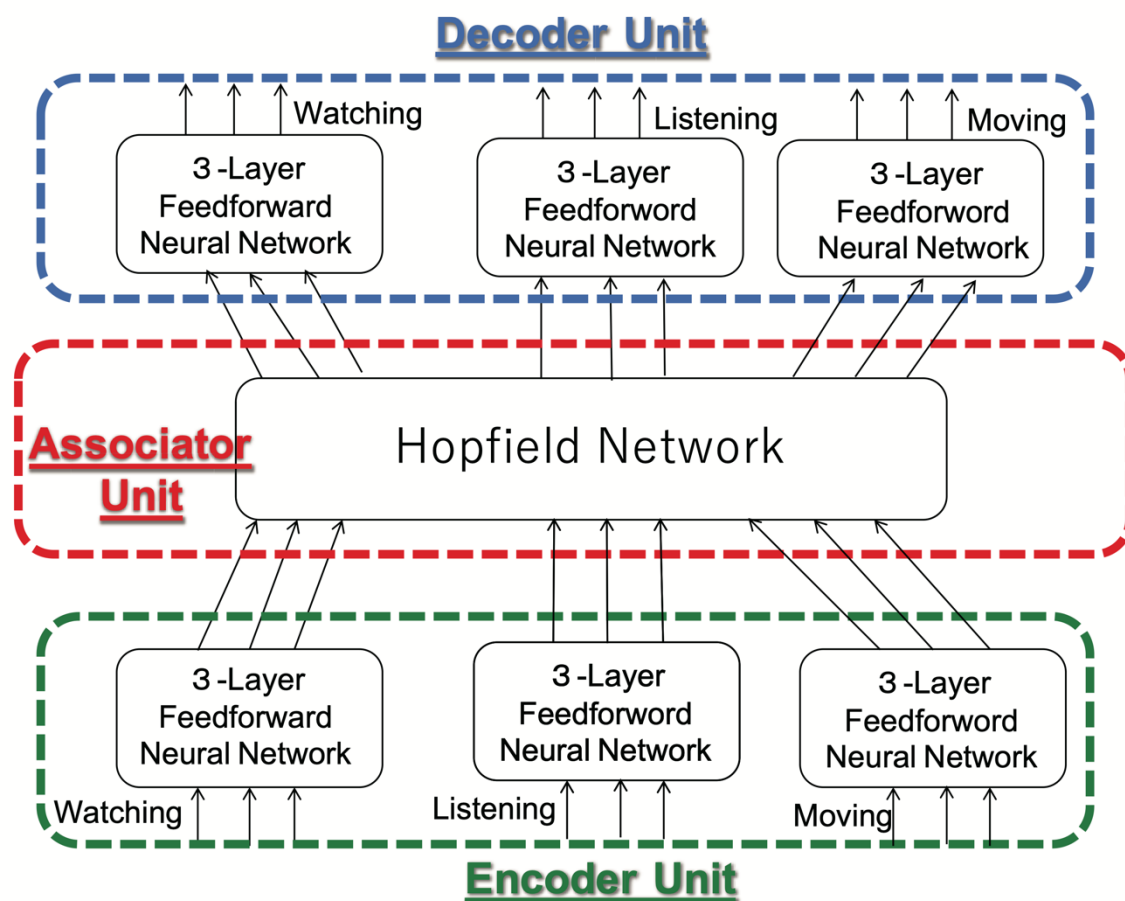 Decoder Unit
Watching
Listening
Moving
3-Layer
Feedforward
Neural Network
3-Layer
Feedforword
Neural Network
3-Layer
Feedforword
Neural Network
Associator
Unit
Hopfield Network
3-Layer
Feedforward
Neural Network
3-Layer
Feedforword
Neural Network
3-Layer
Feedforword
Neural Network
Watching
Listening
Moving
Encoder Unit